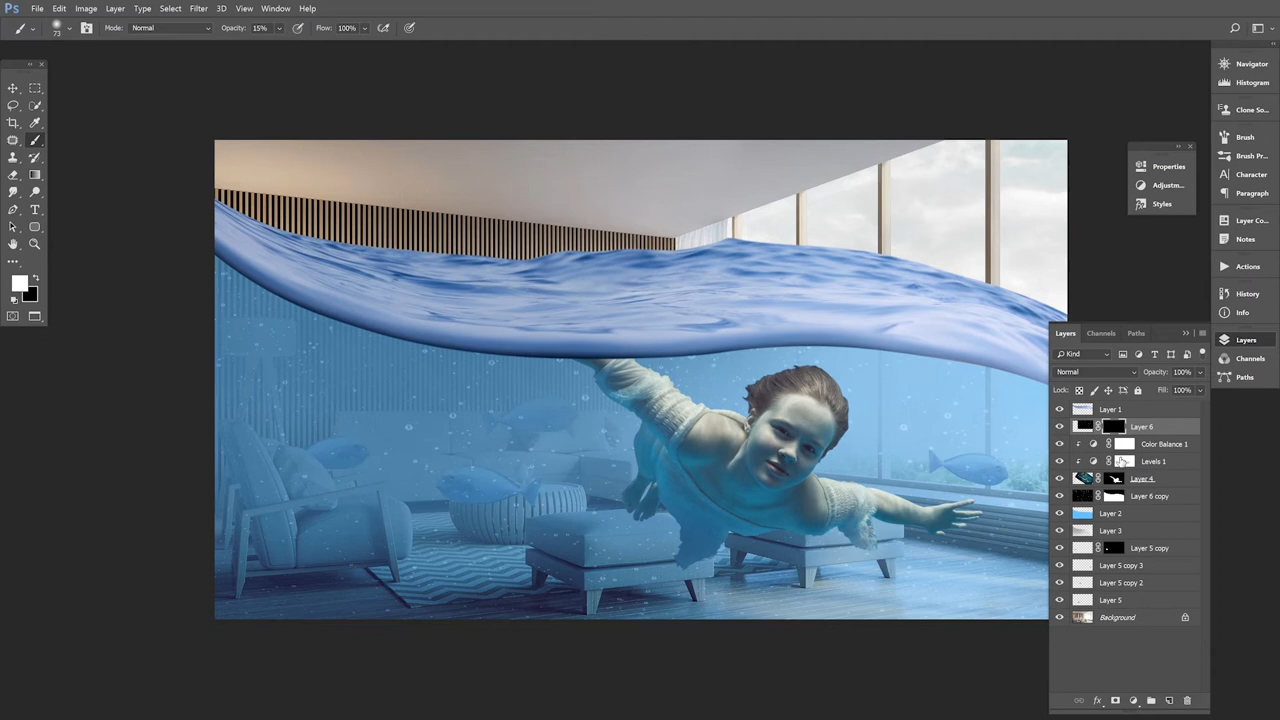 Ps File Edit Image Layer Type Select Filter 3D View Window Help
73 Mode: Normal Opacity: 15% Flow: 100%
Navigator
Histogram
Clone So...
Brush
Brush Pr...
Character
Paragraph
Layer Co...
Notes
Actions
History
Info
Layers
Channels
Paths
Properties
Adjustm...
Styles
Layers Channels Paths
Kind
Normal Opacity: 100%
Lock: Fill: 100%
Layer 1
Layer 6
Color Balance 1
Levels 1
Layer 4
Layer 6 copy
Layer 2
Layer 3
Layer 5 copy
Layer 5 copy 3
Layer 5 copy 2
Layer 5
Background
fx